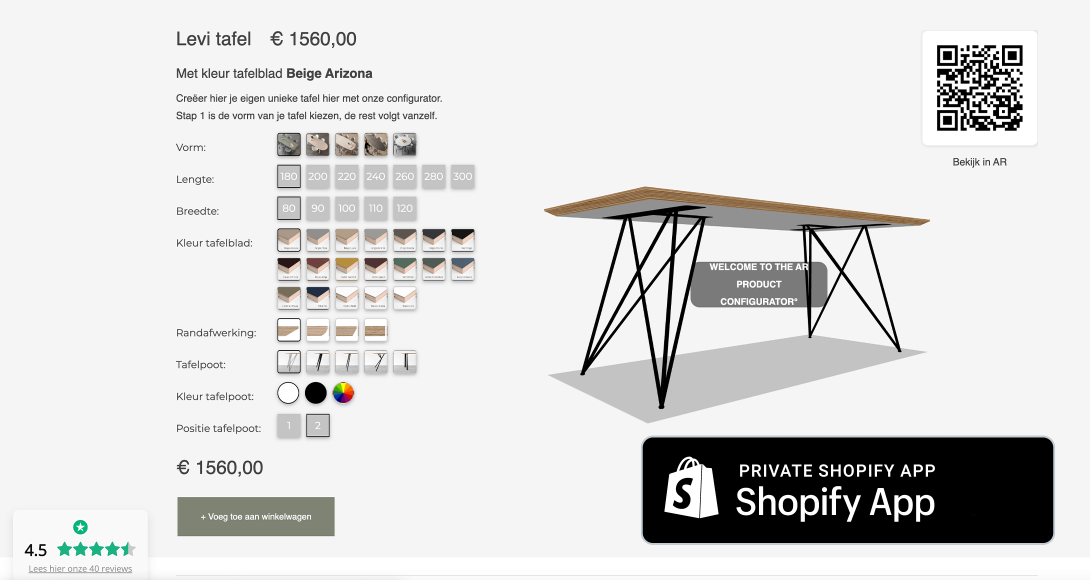 Levi tafel € 1560,00
Met kleur tafelblad Beige Arizona
Creëer hier je eigen unieke tafel hier met onze configurator.
Stap 1 is de vorm van je tafel kiezen, de rest volgt vanzelf.
Vorm:
Lengte: 180 200 220 240 260 280 300
Breedte: 80 90 100 110 120
Kleur tafelblad:
Randafwerking:
Tafelpoot:
Kleur tafelpoot:
Positie tafelpoot: 1 2
€ 1560,00
+ Voeg toe aan winkelwagen
4.5
Lees hier onze 40 reviews
Bekijk in AR
WELCOME TO THE AR
PRODUCT
CONFIGURATOR*
PRIVATE SHOPIFY APP
Shopify App